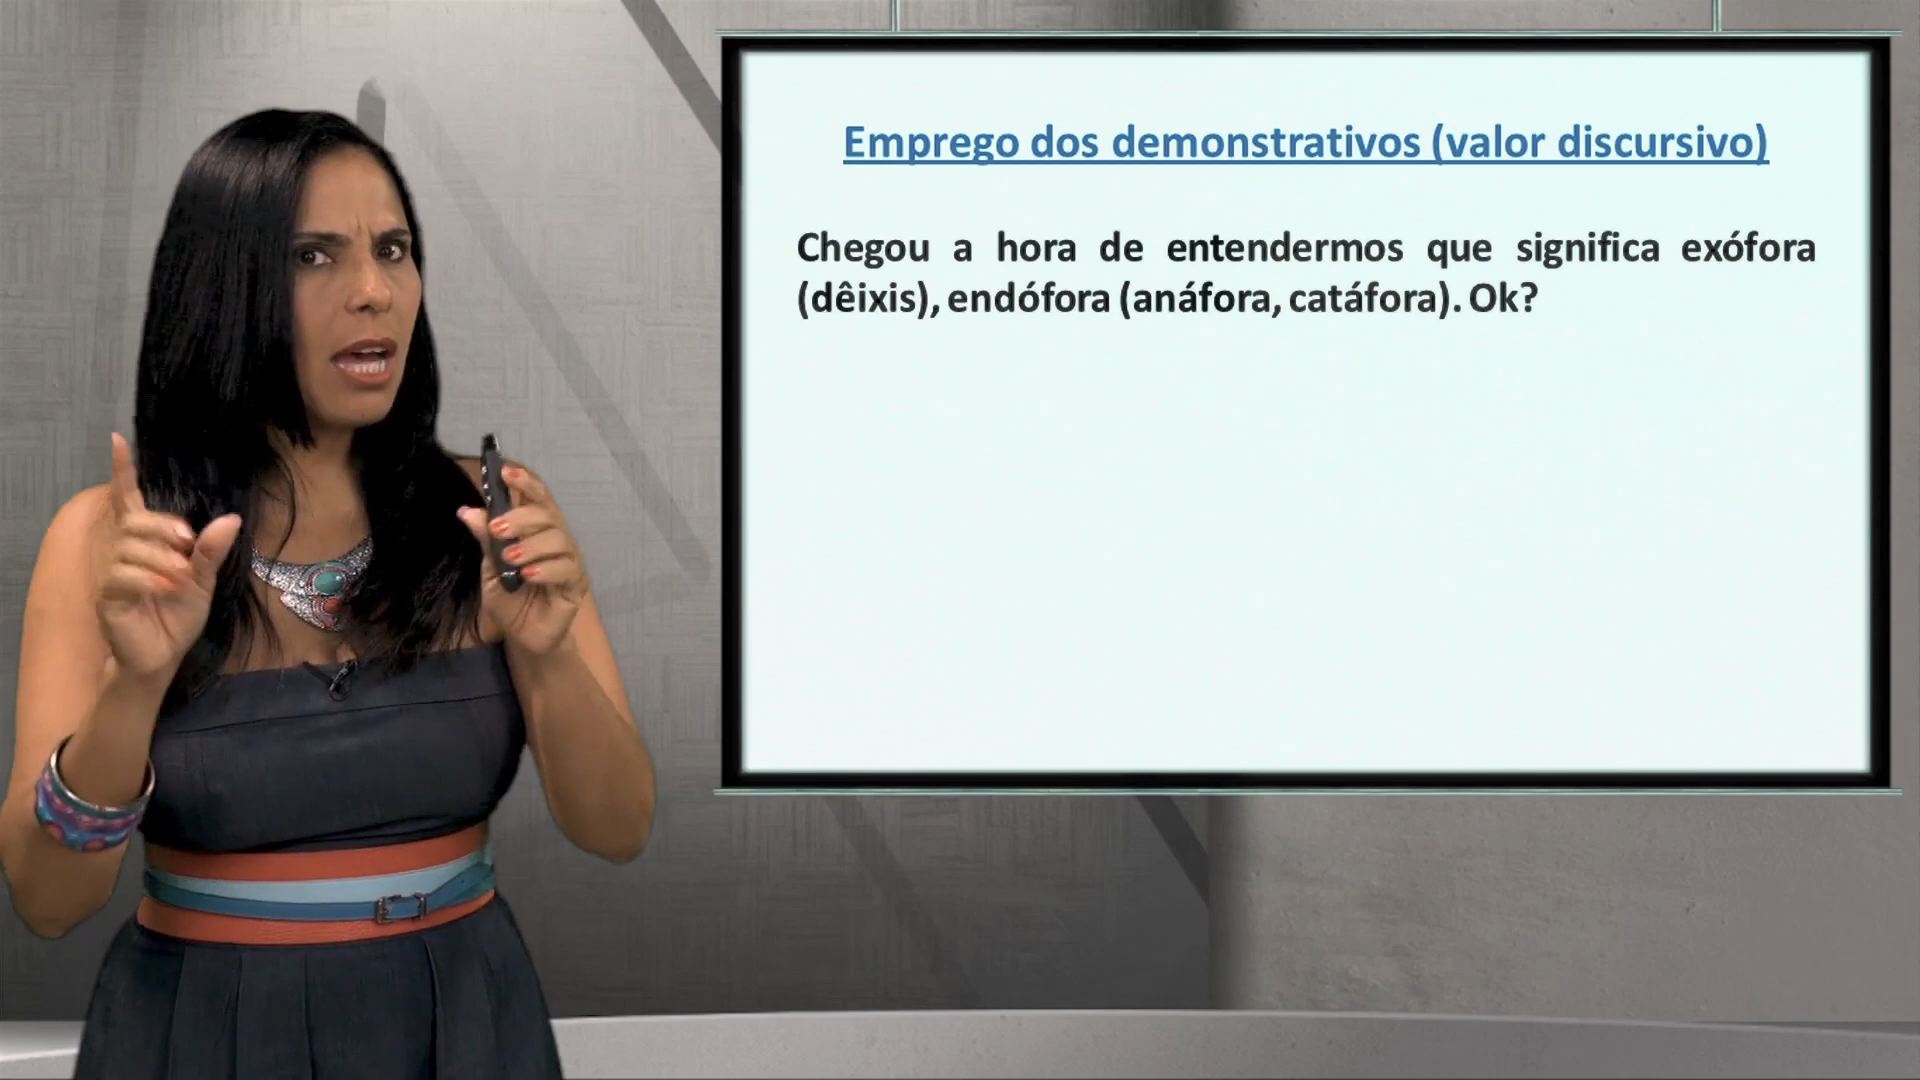 Emprego dos demonstrativos (valor discursivo)
Chegou a hora de entendermos que significa exófora
(dêixis), endófora (anáfora, catáfora). Ok?